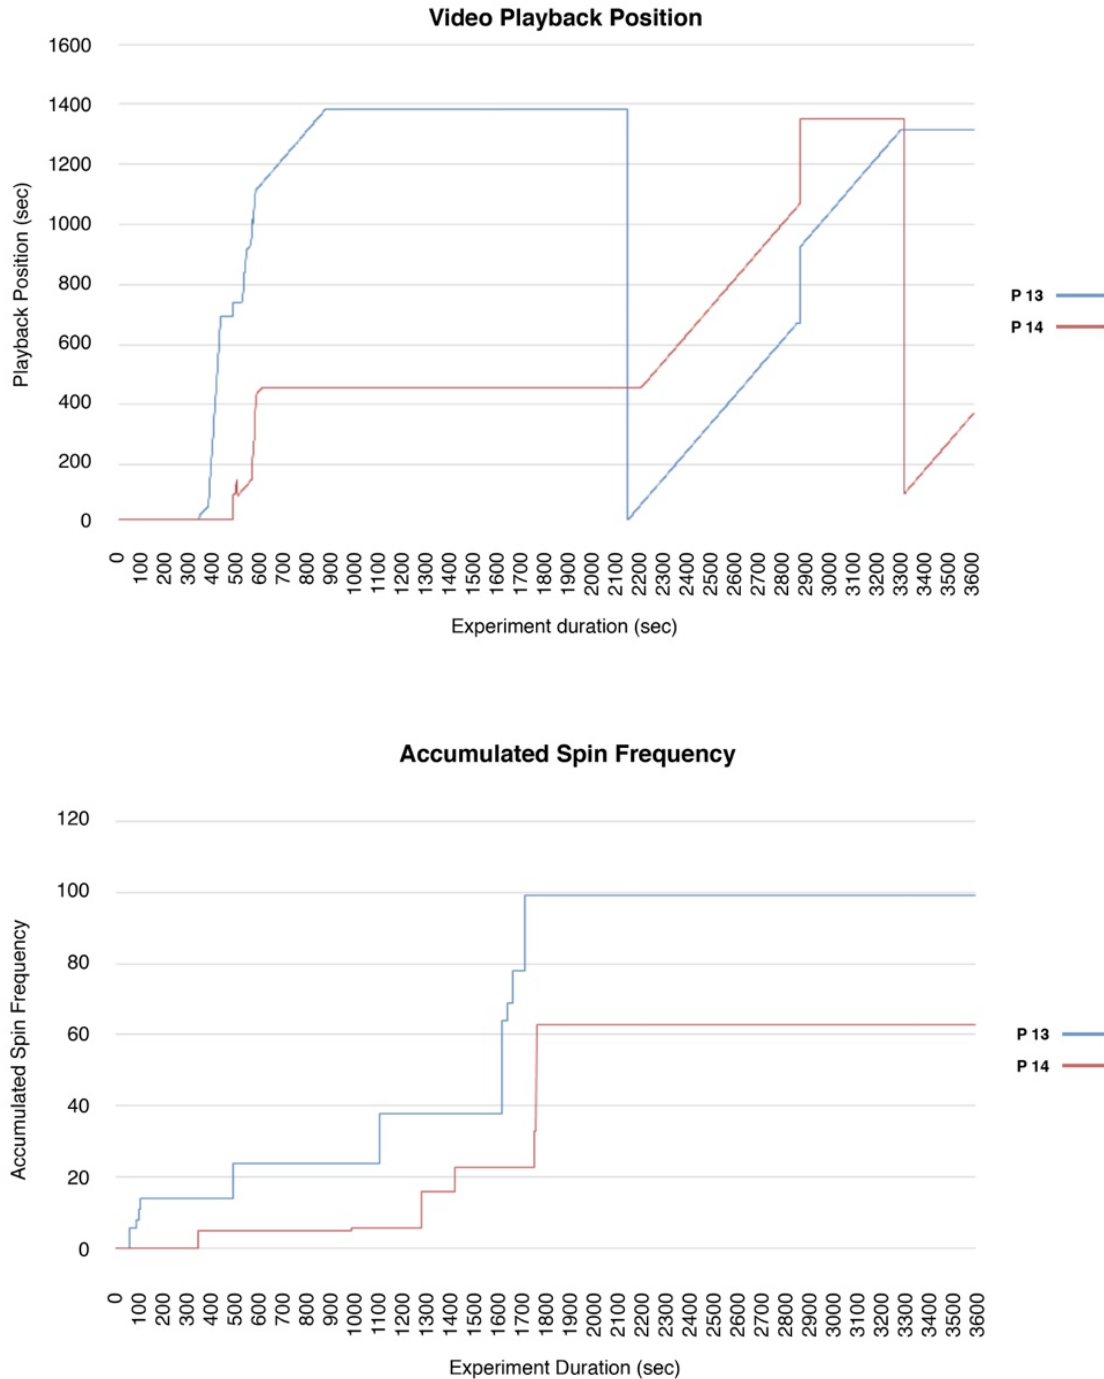 Video Playback Position
1600
1400
1200
1000
800
600
400
200
0
Playback Position (sec)
0 100 200 300 400 500 600 700 800 900 1000 1100 1200 1300 1400 1500 1600 1700 1800 1900 2000 2100 2200 2300 2400 2500 2600 2700 2800 2900 3000 3100 3200 3300 3400 3500 3600
Experiment duration (sec)
P 13
P 14
Accumulated Spin Frequency
120
100
80
60
40
20
0
Accumulated Spin Frequency
0 100 200 300 400 500 600 700 800 900 1000 1100 1200 1300 1400 1500 1600 1700 1800 1900 2000 2100 2200 2300 2400 2500 2600 2700 2800 2900 3000 3100 3200 3300 3400 3500 3600
Experiment Duration (sec)
P 13
P 14